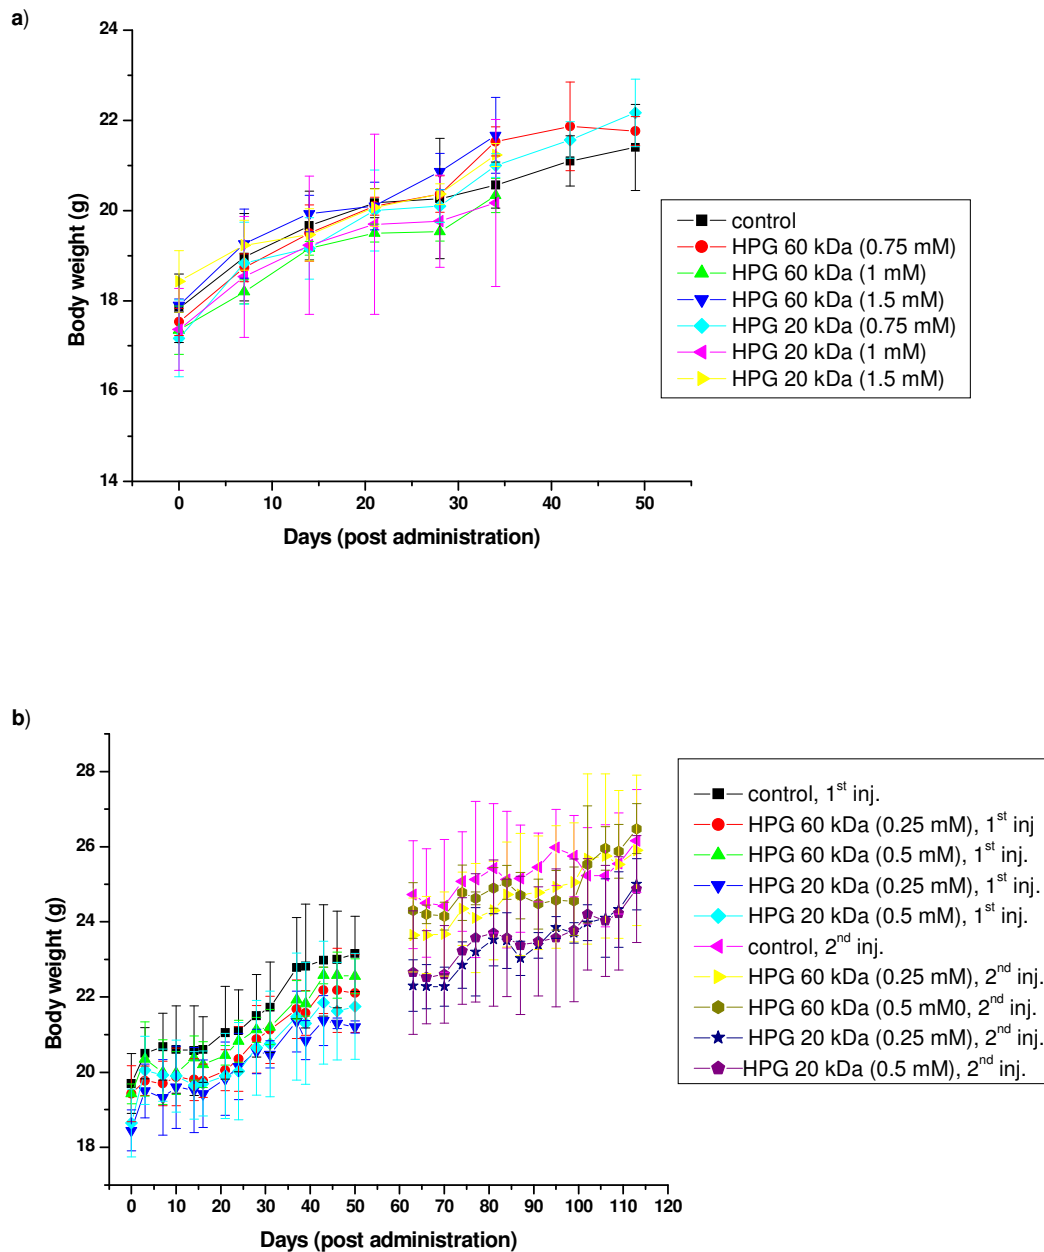 a)
24
22
20
18
16
14
Body weight (g)
0 10 20 30 40 50
Days (post administration)
control
HPG 60 kDa (0.75 mM)
HPG 60 kDa (1 mM)
HPG 60 kDa (1.5 mM)
HPG 20 kDa (0.75 mM)
HPG 20 kDa (1 mM)
HPG 20 kDa (1.5 mM)
b)
28
26
24
22
20
18
Body weight (g)
0 10 20 30 40 50 60 70 80 90 100 110 120
Days (post administration)
control, 1st inj.
HPG 60 kDa (0.25 mM), 1st inj
HPG 60 kDa (0.5 mM), 1st inj.
HPG 20 kDa (0.25 mM), 1st inj.
HPG 20 kDa (0.5 mM), 1st inj.
control, 2nd inj.
HPG 60 kDa (0.25 mM), 2nd inj.
HPG 60 kDa (0.5 mM0, 2nd inj.
HPG 20 kDa (0.25 mM), 2nd inj.
HPG 20 kDa (0.5 mM), 2nd inj.